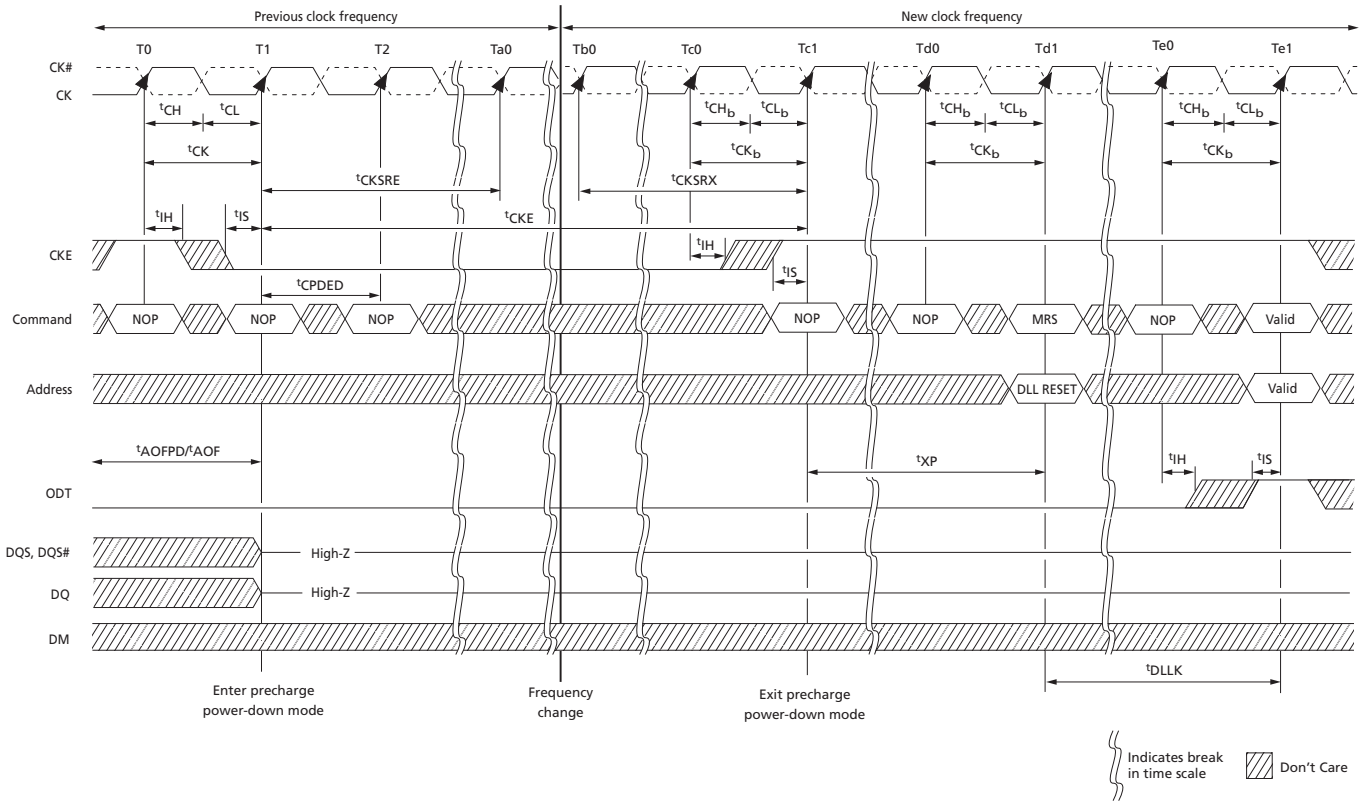 Previous clock frequency
New clock frequency
T0 T1 T2 Ta0 Tb0 Tc0 Tc1 Td0 Td1 Te0 Te1
CK#
CK
tCH tCL tCHb tCLb tCHb tCLb tCHb tCLb
tCK tCKb tCKb tCKb
tCKSRE tCKSRX
tIH tIS tCKE
CKE
tIH
tIS
tCPDED
Command NOP NOP NOP NOP NOP MRS NOP Valid
Address DLL RESET Valid
tAOFPD/tAOF tXP tIH tIS
ODT
DQS, DQS# High-Z
DQ High-Z
DM
tDLLK
Enter precharge
power-down mode
Frequency
change
Exit precharge
power-down mode
Indicates break
in time scale
Don't Care